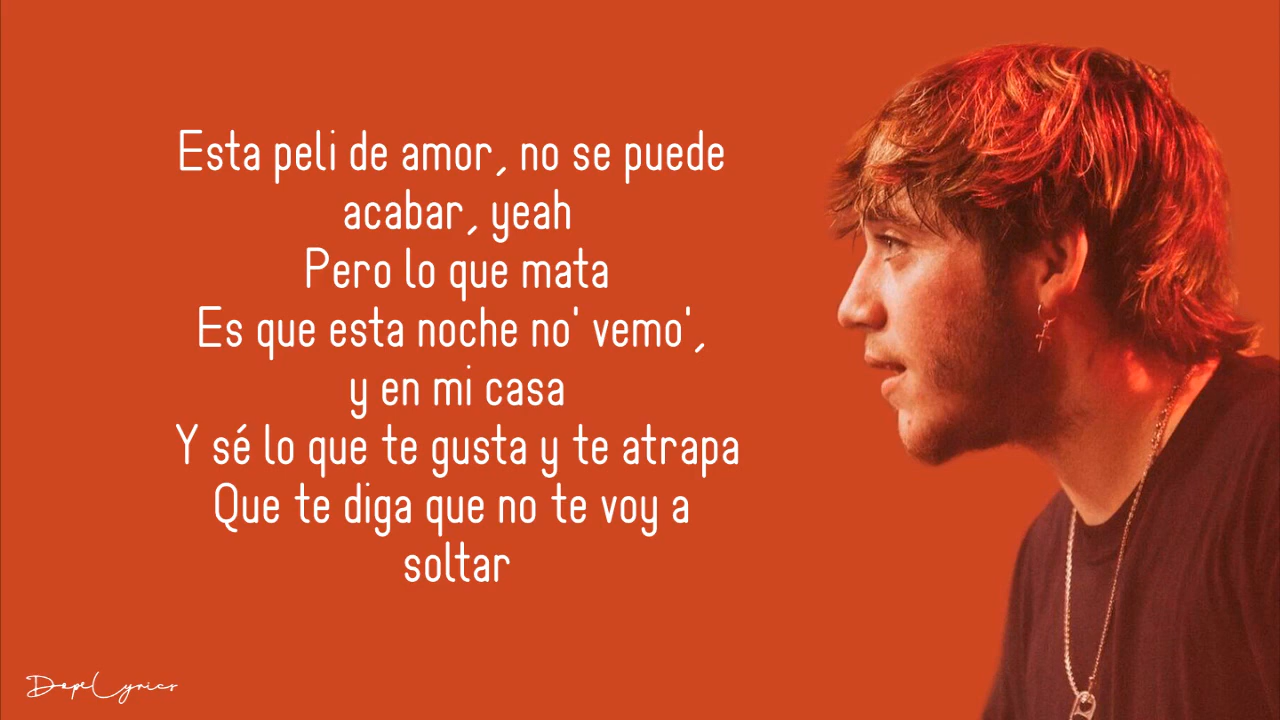 Esta peli de amor, no se puede
acabar, yeah
Pero lo que mata
Es que esta noche no' vemo',
y en mi casa
Y sé lo que te gusta y te atrapa
Que te diga que no te voy a
soltar
DopeLyrics